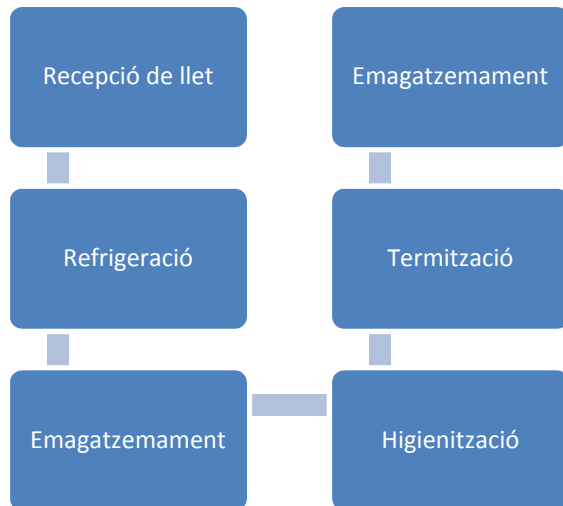 Recepció de llet
Refrigeració
Emagatzemament
Higienització
Termització
Emagatzemament